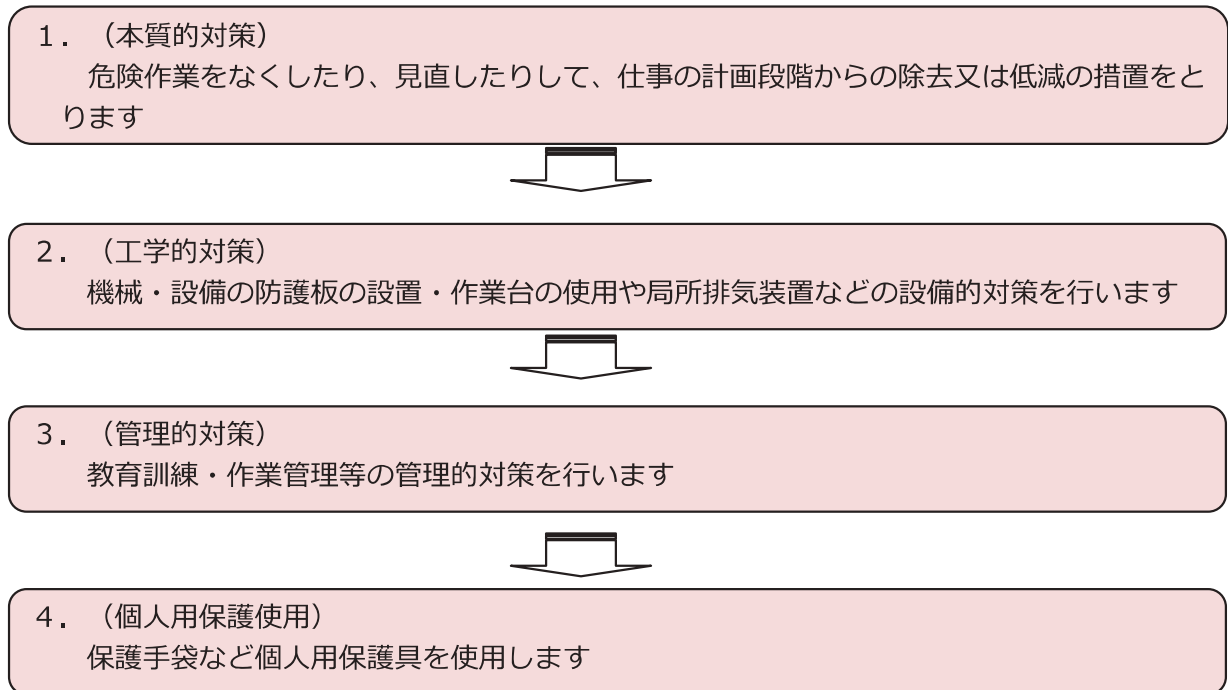 １．（本質的対策）
危険作業をなくしたり、見直したりして、仕事の計画段階からの除去又は低減の措置をと
ります
２．（工学的対策）
機械・設備の防護板の設置・作業台の使用や局所排気装置などの設備的対策を行います
３．（管理的対策）
教育訓練・作業管理等の管理的対策を行います
４．（個人用保護使用）
保護手袋など個人用保護具を使用します